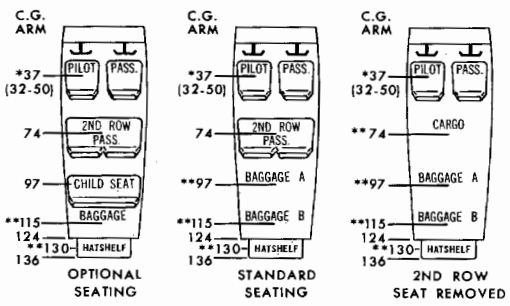 C.G.
ARM
PILOT
PASS.
*37
(32-50)
2ND ROW
74
PASS.
97
CHILD SEAT
BAGGAGE
**115
124
**130
HATSHELF
136
OPTIONAL
SEATING
C.G.
ARM
PILOT
PASS.
*37
(32-50)
2ND ROW
74
PASS.
BAGGAGE A
**97
BAGGAGE B
**115
124
**130
HATSHELF
136
STANDARD
SEATING
C.G.
ARM
PILOT
PASS.
*37
(32-50)
CARGO
**74
BAGGAGE A
**97
BAGGAGE B
**115
124
**130
HATSHELF
136
2ND ROW
SEAT REMOVED